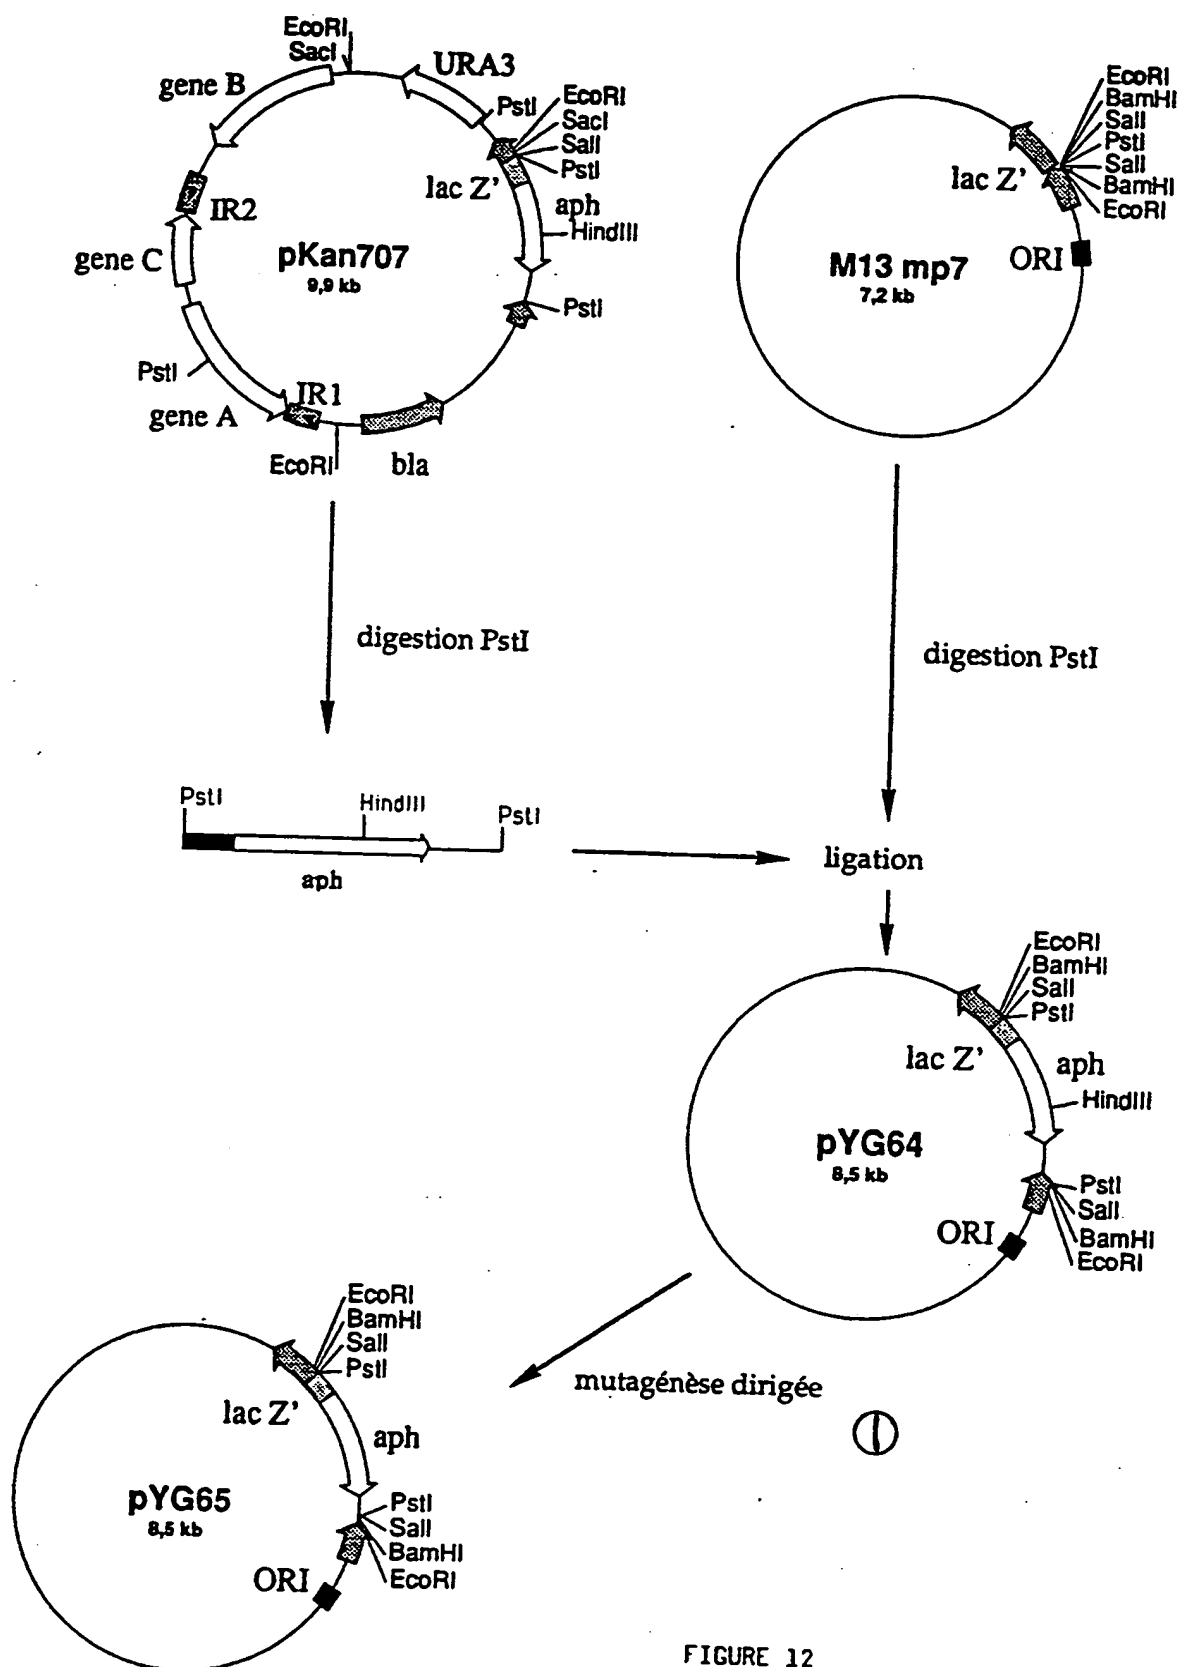 EcoRI
SacI
URA3
gene B
PstI
EcoRI
SacI
SalI
PstI
lac Z'
aph
HindIII
IR2
gene C
pKan707
9,9 kb
PstI
PstI
IR1
gene A
EcoRI
bla
EcoRI
BamHI
SalI
PstI
SalI
BamHI
EcoRI
lac Z'
ORI
M13 mp7
7,2 kb
digestion PstI
digestion PstI
PstI
HindIII
PstI
aph
ligation
EcoRI
BamHI
SalI
PstI
lac Z'
aph
HindIII
pYG64
8,5 kb
PstI
SalI
BamHI
EcoRI
ORI
mutagénèse dirigée
EcoRI
BamHI
SalI
PstI
lac Z'
aph
pYG65
8,5 kb
PstI
SalI
BamHI
EcoRI
ORI
FIGURE 12